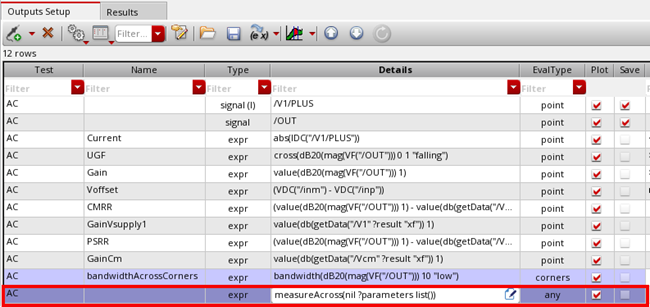 Outputs Setup Results
Filter...
12 rows
Test Name Type Details EvalType Plot Save
Filter Filter Filter Filter Filter
AC signal (I) /V1/PLUS point
AC signal /OUT point
AC Current expr abs(IDC("/V1/PLUS")) point
AC UGF expr cross(dB20(mag(VF("/OUT"))) 0 1 "falling") point
AC Gain expr value(dB20(mag(VF("/OUT"))) 1) point
AC Voffset expr (VDC("/inm") - VDC("/inp")) point
AC CMRR expr (value(dB20(mag(VF("/OUT"))) 1) - value(db(getData("/V... point
AC GainVsupply1 expr value(db(getData("/V1" ?result "xf")) 1) point
AC PSRR expr (value(dB20(mag(VF("/OUT"))) 1) - value(db(getData("/V... point
AC GainCm expr value(db(getData("/Vcm" ?result "xf")) 1) point
AC bandwidthAcrossCorners expr bandwidth(dB20(mag(VF("/OUT"))) 10 "low") corners
AC expr measureAcross(nil ?parameters list()) any